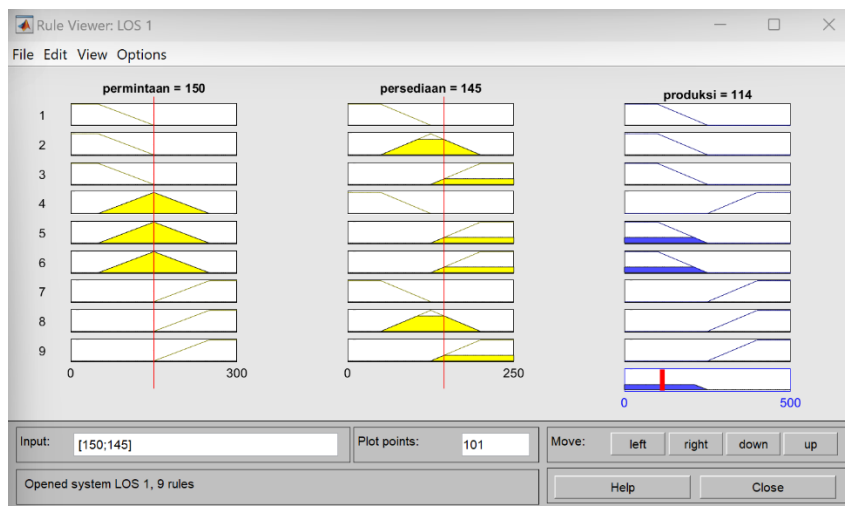 Rule Viewer: LOS 1
File Edit View Options
permintaan = 150
persediaan = 145
produksi = 114
1
2
3
4
5
6
7
8
9
0 300
0 250
0 500
Input: [150;145]
Plot points: 101
Move: left right down up
Opened system LOS 1, 9 rules
Help Close